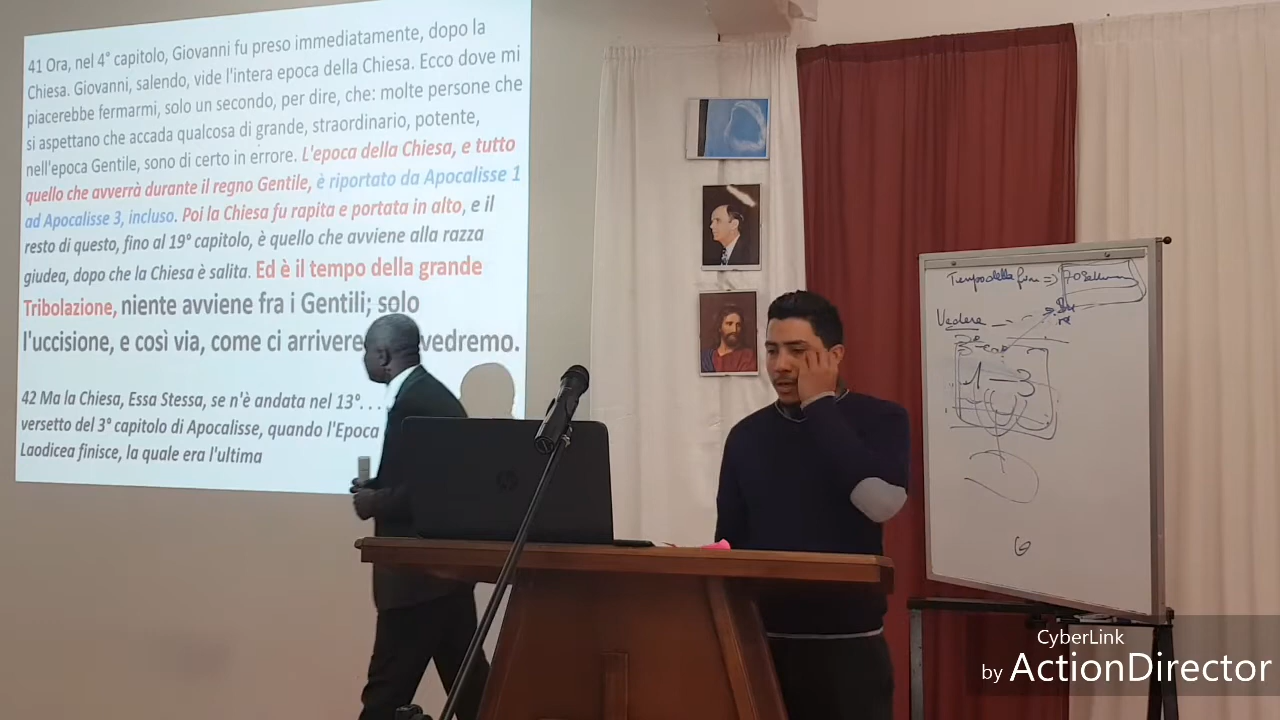 41 Ora, nel 4° capitolo, Giovanni fu preso immediatamente, dopo la
Chiesa. Giovanni, salendo, vide l'intera epoca della Chiesa. Ecco dove mi
piacerebbe fermarmi, solo un secondo, per dire, che: molte persone che
si aspettano che accada qualcosa di grande, straordinario, potente,
nell'epoca Gentile, sono di certo in errore. L'epoca della Chiesa, e tutto
quello che avverrà durante il regno Gentile, è riportato da Apocalisse 1
ad Apocalisse 3, incluso. Poi la Chiesa fu rapita e portata in alto, e il
resto di questo, fino al 19° capitolo, è quello che avviene alla razza
giudea, dopo che la Chiesa è salita. Ed è il tempo della grande
Tribolazione, niente avviene fra i Gentili; solo
l'uccisione, e così via, come ci arrivere vedremo.
42 Ma la Chiesa, Essa Stessa, se n'è andata nel 13°. . .
versetto del 3° capitolo di Apocalisse, quando l'Epoca
Laodicea finisce, la quale era l'ultima
Tempo della fine => 70
Vedere
1-3
6
CyberLink
by ActionDirector